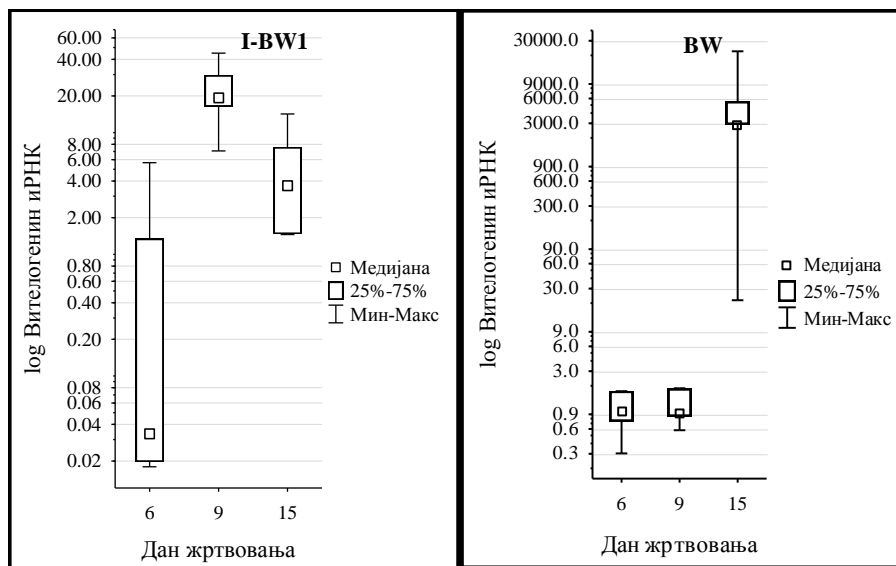 I-BW1
log Вителогенин иРНК
60.00
40.00
20.00
8.00
6.00
4.00
2.00
0.80
0.60
0.40
0.20
0.08
0.06
0.04
0.02
6 9 15
Дан жртвовања
Медијана
25%-75%
Мин-Макс
BW
log Вителогенин иРНК
30000.0
9000.0
6000.0
3000.0
900.0
600.0
300.0
90.0
60.0
30.0
9.0
6.0
3.0
0.9
0.6
0.3
6 9 15
Дан жртвовања
Медијана
25%-75%
Мин-Макс